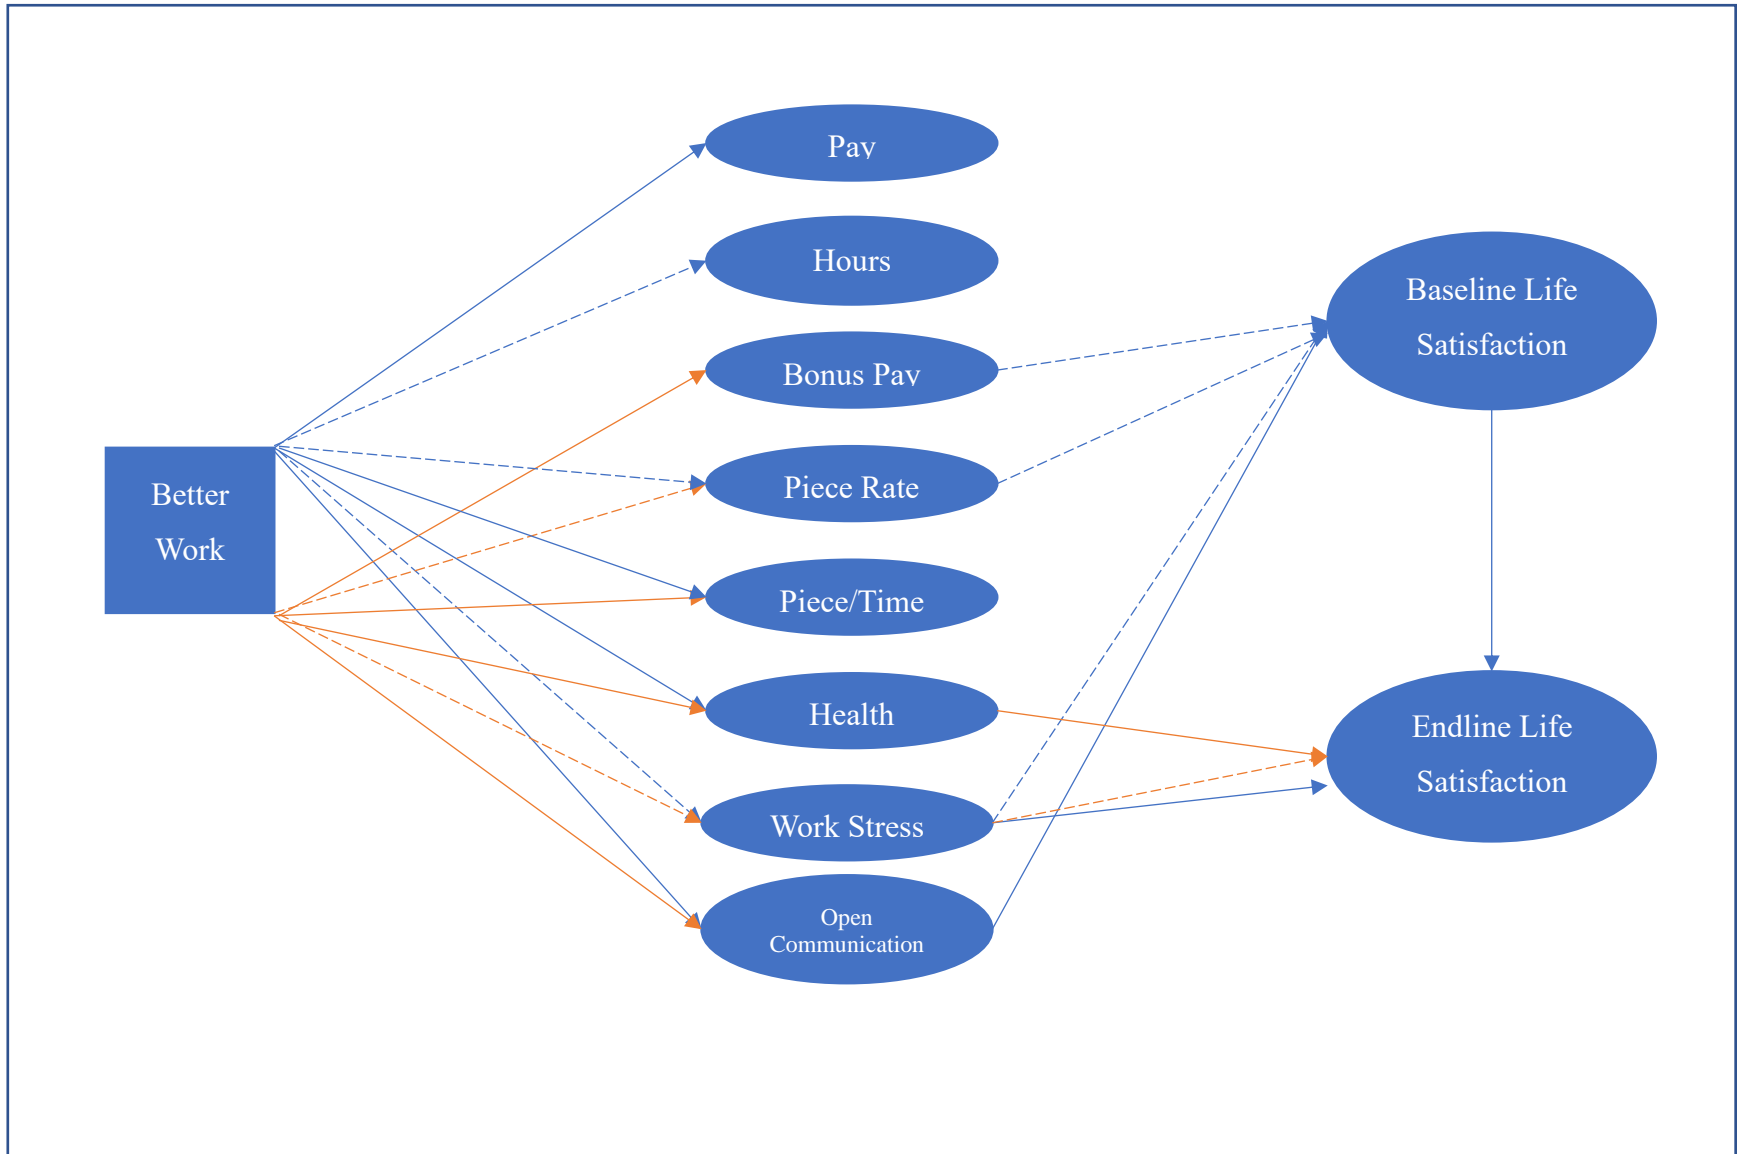 Pay
Hours
Bonus Pay
Piece Rate
Piece/Time
Health
Work Stress
Open
Communication
Better
Work
Baseline Life
Satisfaction
Endline Life
Satisfaction